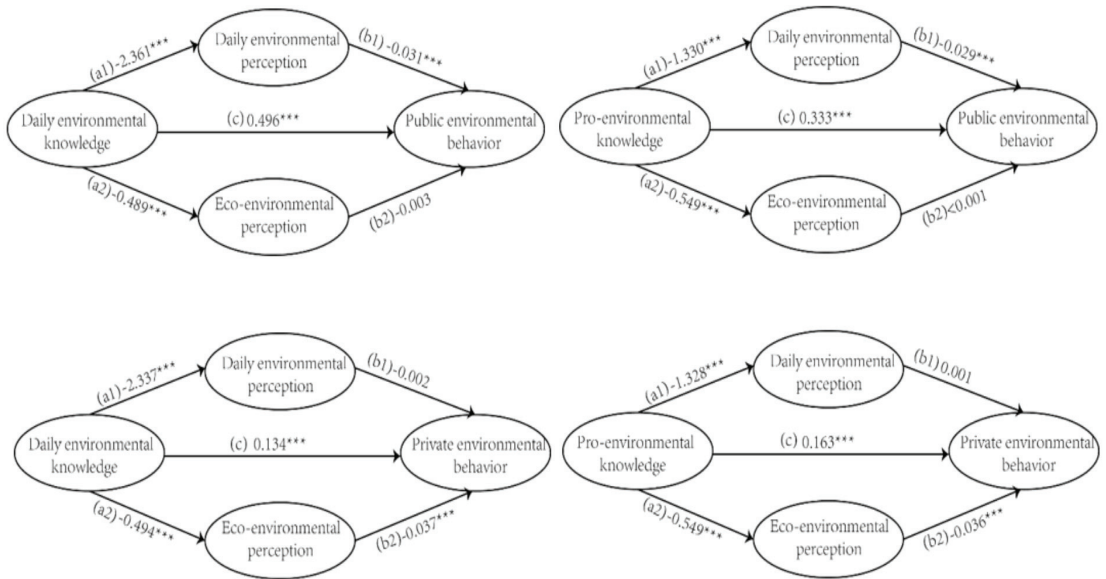 Daily environmental
perception
(a1)-2.361***
(b1)-0.031***
Daily environmental
knowledge
(c) 0.496***
Public environmental
behavior
(a2)-0.489***
(b2)-0.003
Eco-environmental
perception
Daily environmental
perception
(a1)-1.330***
(b1)-0.029***
Pro-environmental
knowledge
(c) 0.333***
Public environmental
behavior
(a2)-0.549***
(b2)<0.001
Eco-environmental
perception
Daily environmental
perception
(a1)-2.337***
(b1)-0.002
Daily environmental
knowledge
(c) 0.134***
Private environmental
behavior
(a2)-0.494***
(b2)-0.037***
Eco-environmental
perception
Daily environmental
perception
(a1)-1.328***
(b1)0.001
Pro-environmental
knowledge
(c) 0.163***
Private environmental
behavior
(a2)-0.549***
(b2)-0.036***
Eco-environmental
perception